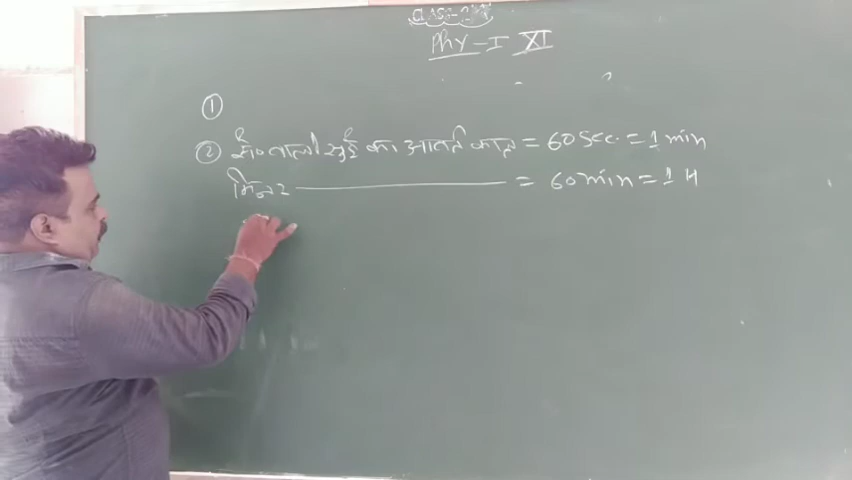 Phy - I XI
①
② से० वाली सुई का आवर्त काल = 60 Sec = 1 min
मिनट ——— = 60 min = 1 H